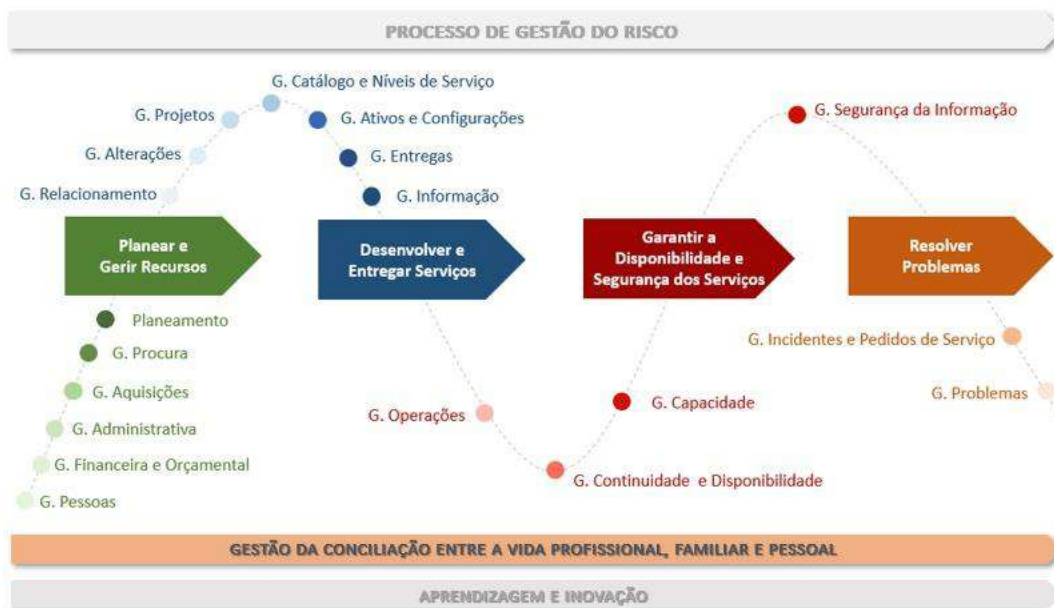 PROCESSO DE GESTÃO DO RISCO
G. Catálogo e Níveis de Serviço
G. Projetos
G. Ativos e Configurações
G. Segurança da Informação
G. Alterações
G. Entregas
G. Relacionamento
G. Informação
Planear e
Gerir Recursos
Desenvolver e
Entregar Serviços
Garantir a
Disponibilidade e
Segurança dos Serviços
Resolver
Problemas
Planeamento
G. Procura
G. Aquisições
G. Administrativa
G. Financeira e Orçamental
G. Pessoas
G. Operações
G. Capacidade
G. Continuidade e Disponibilidade
G. Incidentes e Pedidos de Serviço
G. Problemas
GESTÃO DA CONCILIAÇÃO ENTRE A VIDA PROFISSIONAL, FAMILIAR E PESSOAL
APRENDIZAGEM E INOVAÇÃO